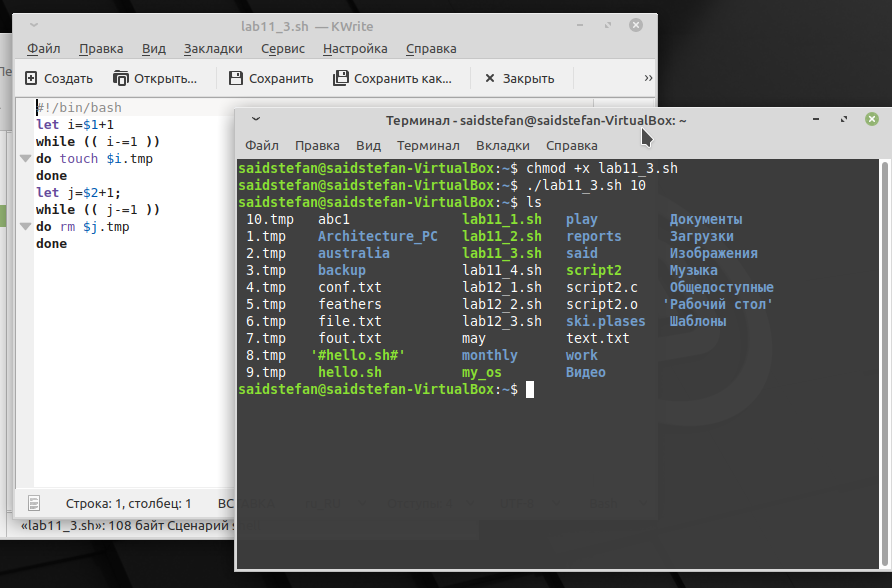 lab11_3.sh — KWrite
Файл Правка Вид Закладки Сервис Настройка Справка
Создать Открыть... Сохранить Сохранить как... Закрыть »
#!/bin/bash
let i=$1+1
while (( i-=1 ))
do touch $i.tmp
done
let j=$2+1;
while (( j-=1 ))
do rm $j.tmp
done
Строка: 1, столбец: 1
«lab11_3.sh»: 108 байт Сценарий
Терминал - saidstefan@saidstefan-VirtualBox: ~
Файл Правка Вид Терминал Вкладки Справка
saidstefan@saidstefan-VirtualBox:~$ chmod +x lab11_3.sh
saidstefan@saidstefan-VirtualBox:~$ ./lab11_3.sh 10
saidstefan@saidstefan-VirtualBox:~$ ls
10.tmp abc1 lab11_1.sh play Документы
1.tmp Architecture_PC lab11_2.sh reports Загрузки
2.tmp australia lab11_3.sh said Изображения
3.tmp backup lab11_4.sh script2 Музыка
4.tmp conf.txt lab12_1.sh script2.c Общедоступные
5.tmp feathers lab12_2.sh script2.o 'Рабочий стол'
6.tmp file.txt lab12_3.sh ski.plases Шаблоны
7.tmp fout.txt may text.txt
8.tmp '#hello.sh#' monthly work
9.tmp hello.sh my_os Видео
saidstefan@saidstefan-VirtualBox:~$